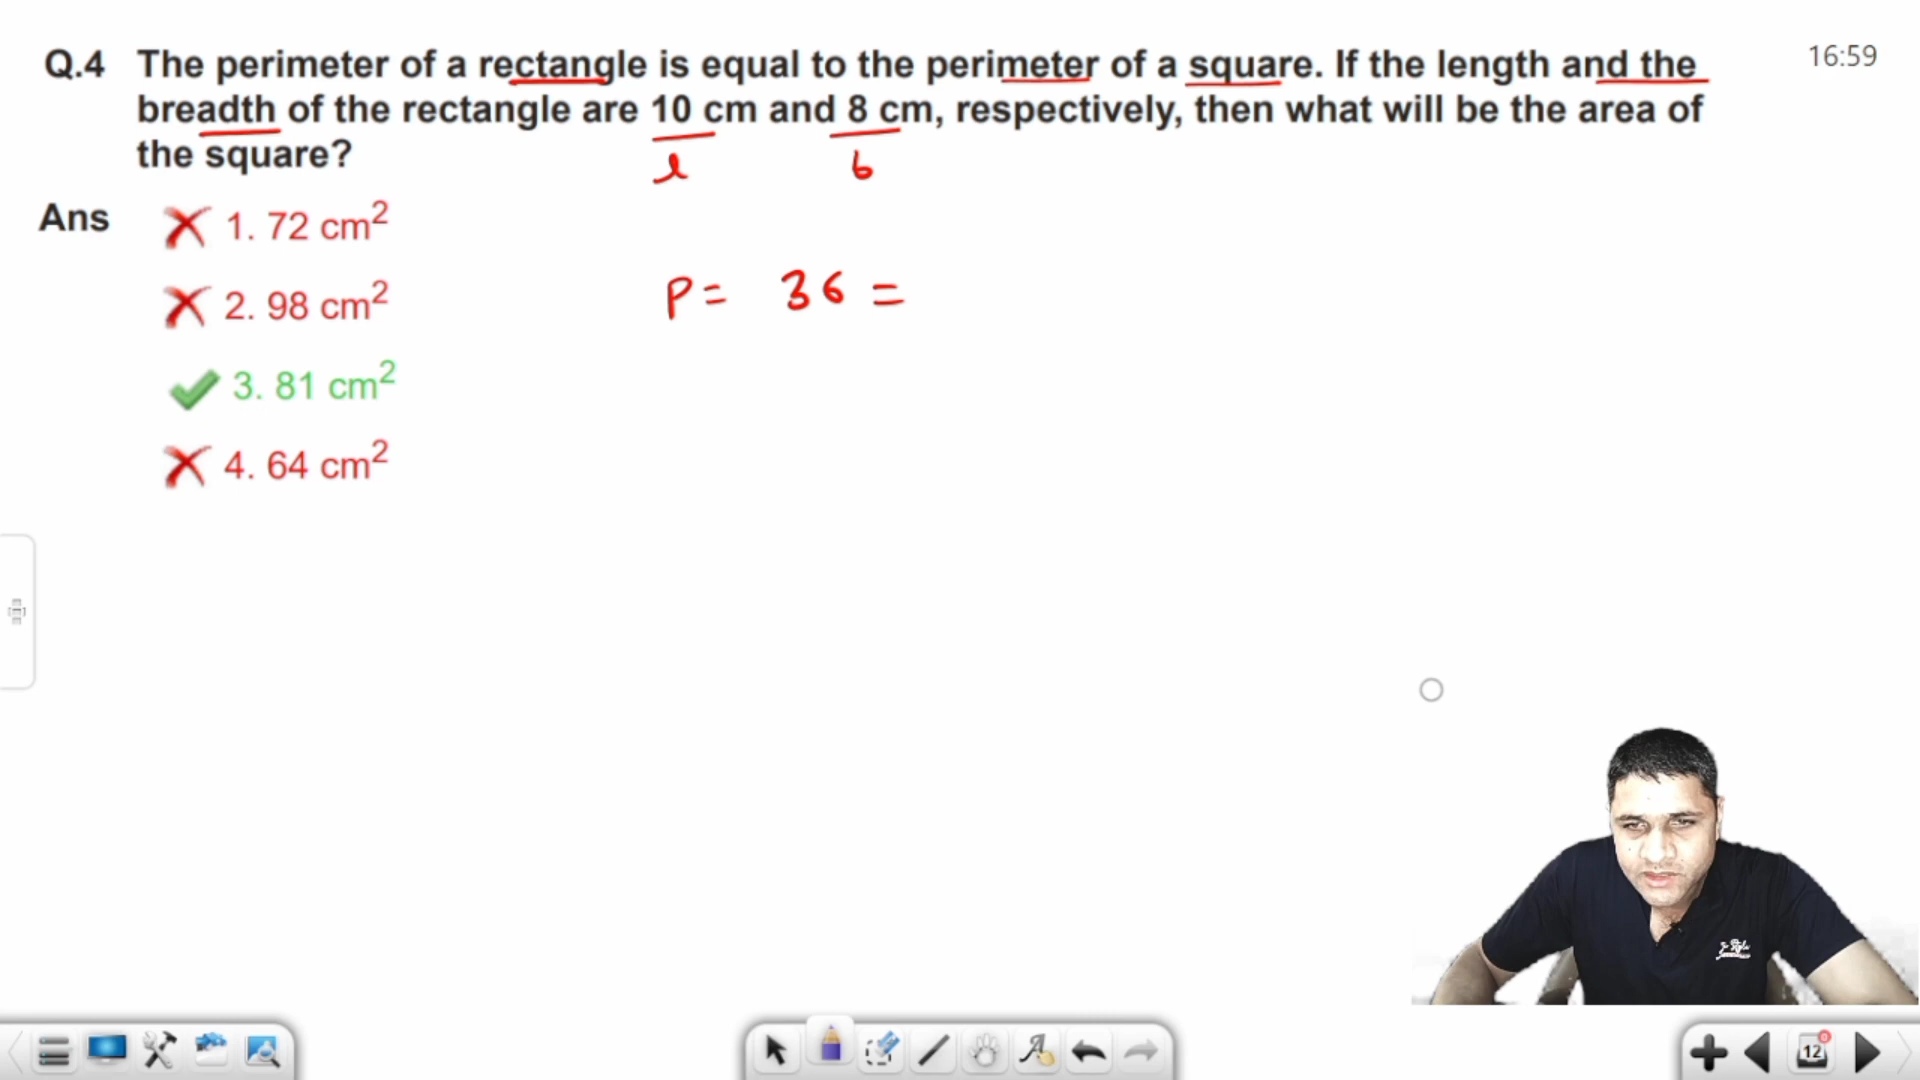 16:59
Q.4 The perimeter of a rectangle is equal to the perimeter of a square. If the length and the
breadth of the rectangle are 10 cm and 8 cm, respectively, then what will be the area of
the square?
l b
Ans 1. 72 cm²
2. 98 cm²
P = 36 =
3. 81 cm²
4. 64 cm²
12